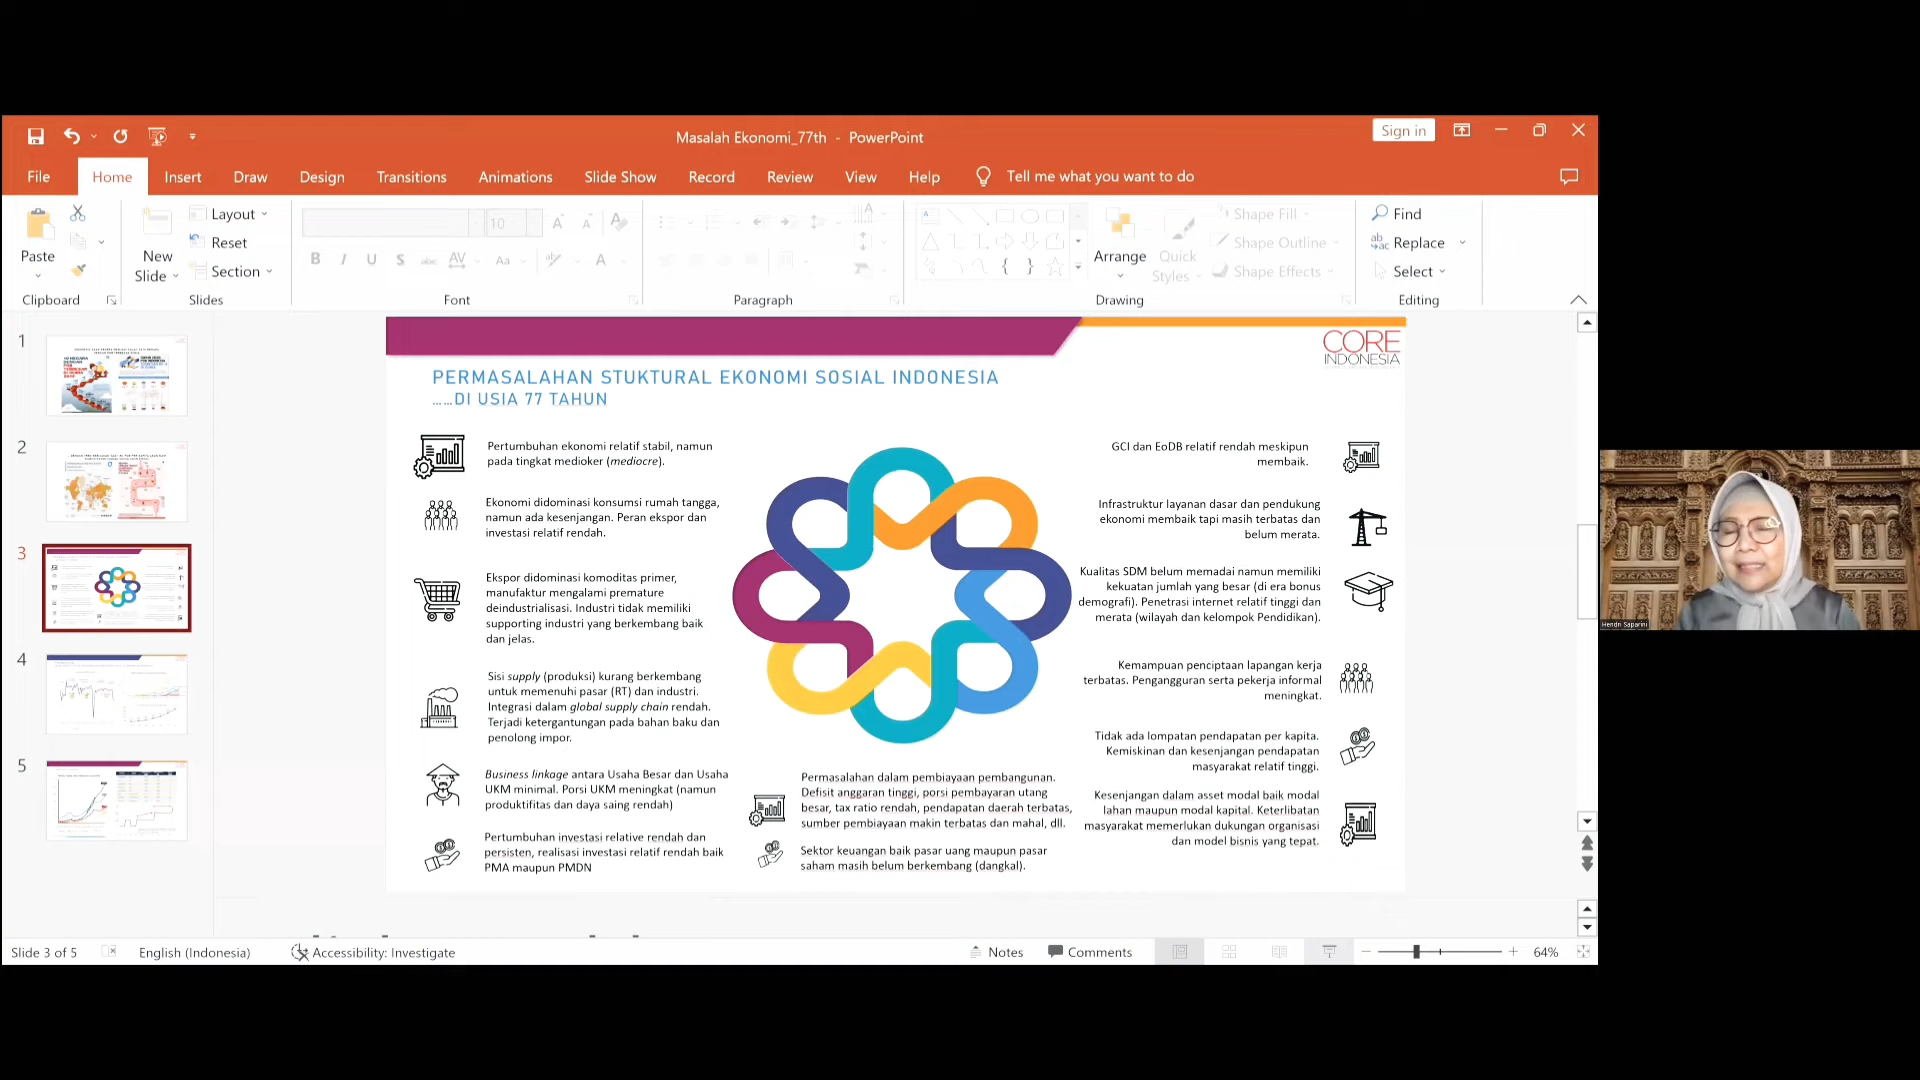 Masalah Ekonomi_77th - PowerPoint
Sign in
File Home Insert Draw Design Transitions Animations Slide Show Record Review View Help Tell me what you want to do
Paste
Clipboard
New
Slide
Layout
Reset
Section
Slides
10
B I U S abc AV Aa A
Font
Paragraph
Arrange
Quick
Styles
Shape Fill
Shape Outline
Shape Effects
Drawing
Find
Replace
Select
Editing
1
2
3
4
5
CORE
INDONESIA
PERMASALAHAN STUKTURAL EKONOMI SOSIAL INDONESIA
......DI USIA 77 TAHUN
Pertumbuhan ekonomi relatif stabil, namun
pada tingkat medioker (mediocre).
Ekonomi didominasi konsumsi rumah tangga,
namun ada kesenjangan. Peran ekspor dan
investasi relatif rendah.
Ekspor didominasi komoditas primer,
manufaktur mengalami premature
deindustrialisasi. Industri tidak memiliki
supporting industri yang berkembang baik
dan jelas.
Sisi supply (produksi) kurang berkembang
untuk memenuhi pasar (RT) dan industri.
Integrasi dalam global supply chain rendah.
Terjadi ketergantungan pada bahan baku dan
penolong impor.
Business linkage antara Usaha Besar dan Usaha
UKM minimal. Porsi UKM meningkat (namun
produktifitas dan daya saing rendah)
Pertumbuhan investasi relative rendah dan
persisten, realisasi investasi relatif rendah baik
PMA maupun PMDN
Permasalahan dalam pembiayaan pembangunan.
Defisit anggaran tinggi, porsi pembayaran utang
besar, tax ratio rendah, pendapatan daerah terbatas,
sumber pembiayaan makin terbatas dan mahal, dll.
Sektor keuangan baik pasar uang maupun pasar
saham masih belum berkembang (dangkal).
GCI dan EoDB relatif rendah meskipun
membaik.
Infrastruktur layanan dasar dan pendukung
ekonomi membaik tapi masih terbatas dan
belum merata.
Kualitas SDM belum memadai namun memiliki
kekuatan jumlah yang besar (di era bonus
demografi). Penetrasi internet relatif tinggi dan
merata (wilayah dan kelompok Pendidikan).
Kemampuan penciptaan lapangan kerja
terbatas. Pengangguran serta pekerja informal
meningkat.
Tidak ada lompatan pendapatan per kapita.
Kemiskinan dan kesenjangan pendapatan
masyarakat relatif tinggi.
Kesenjangan dalam asset modal baik modal
lahan maupun modal kapital. Keterlibatan
masyarakat memerlukan dukungan organisasi
dan model bisnis yang tepat.
Hendri Saparini
Slide 3 of 5 English (Indonesia) Accessibility: Investigate Notes Comments 64%